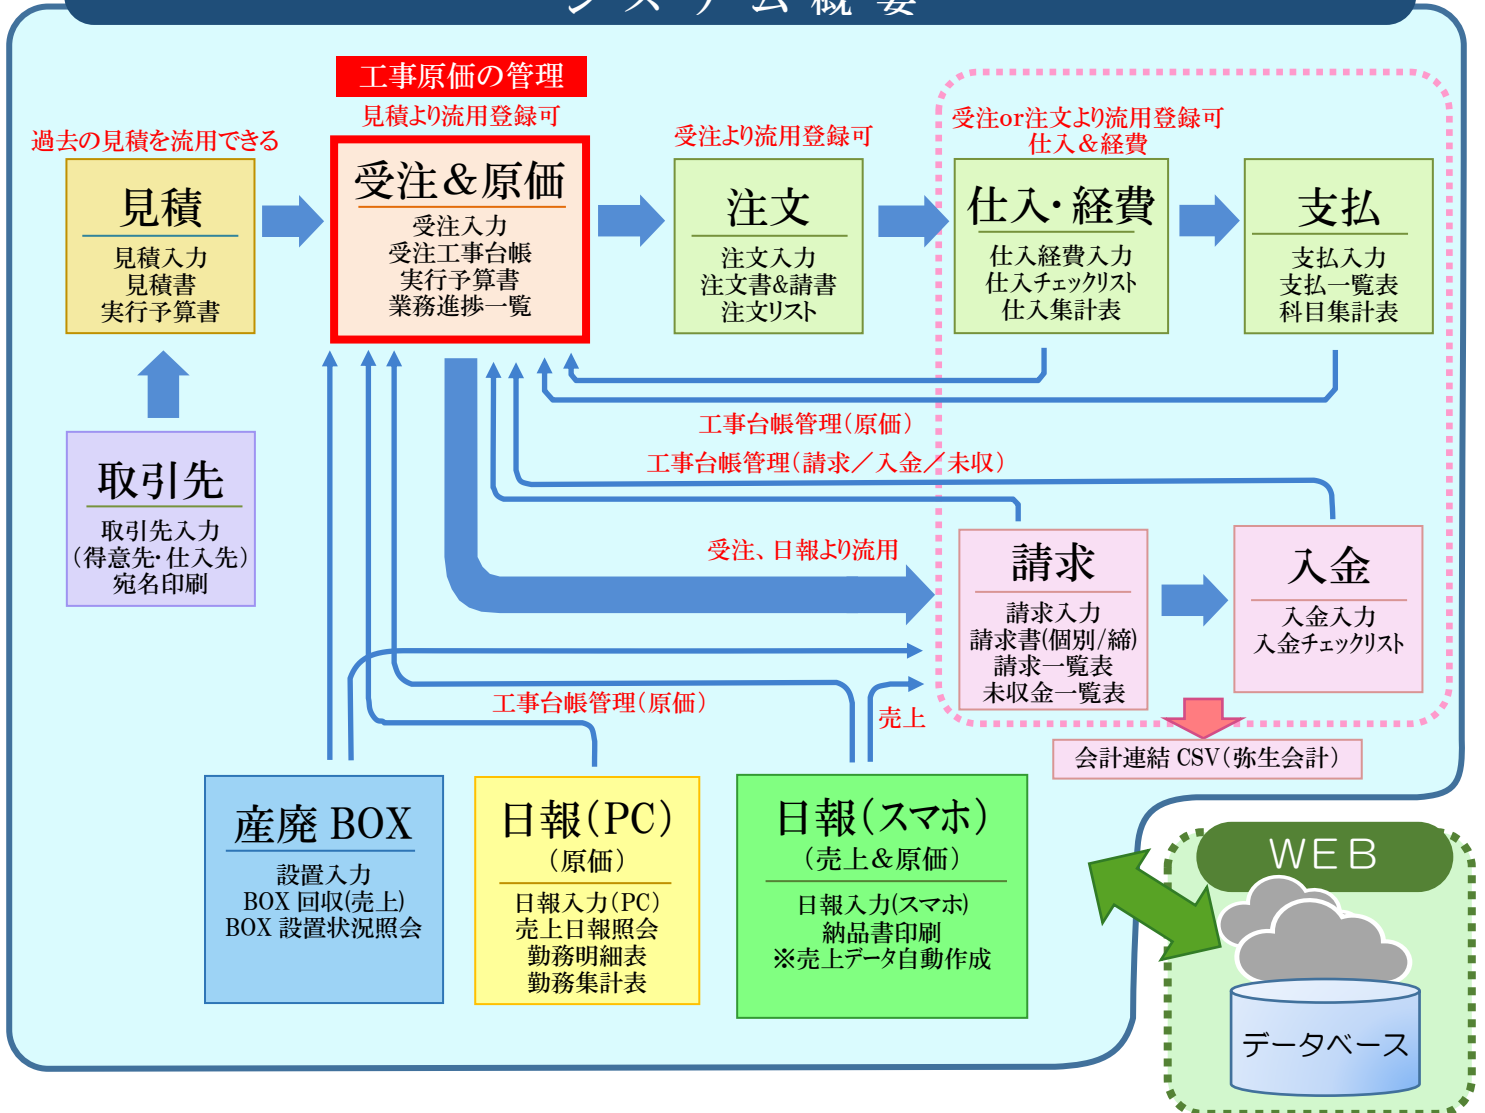 システム概要
工事原価の管理
見積より流用登録可
過去の見積を流用できる
受注より流用登録可
受注or注文より流用登録可
仕入&経費
見積
見積入力
見積書
実行予算書
受注&原価
受注入力
受注工事台帳
実行予算書
業務進捗一覧
注文
注文入力
注文書&請書
注文リスト
仕入・経費
仕入経費入力
仕入チェックリスト
仕入集計表
支払
支払入力
支払一覧表
科目集計表
工事台帳管理(原価)
工事台帳管理(請求/入金/未収)
取引先
取引先入力
(得意先・仕入先)
宛名印刷
受注、日報より流用
請求
請求入力
請求書(個別/締)
請求一覧表
未収金一覧表
入金
入金入力
入金チェックリスト
工事台帳管理(原価)
売上
会計連結 CSV(弥生会計)
産廃 BOX
設置入力
BOX 回収(売上)
BOX 設置状況照会
日報(PC)
(原価)
日報入力(PC)
売上日報照会
勤務明細表
勤務集計表
日報(スマホ)
(売上&原価)
日報入力(スマホ)
納品書印刷
※売上データ自動作成
WEB
データベース